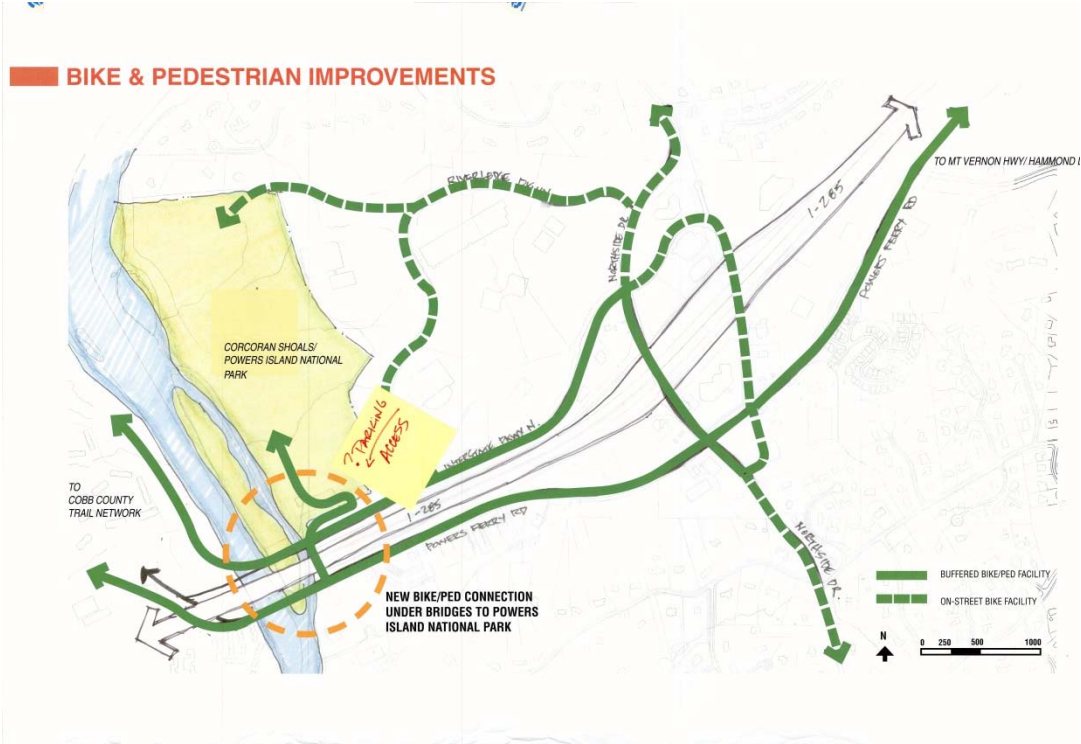 BIKE & PEDESTRIAN IMPROVEMENTS
TO MT VERNON HWY/ HAMMOND D
RIVEREDGE PKWY
NORTHSIDE DR.
I-285
POWERS FERRY RD
CORCORAN SHOALS/
POWERS ISLAND NATIONAL
PARK
? PARKING
ACCESS
INTERSTATE PKWY N.
I-285
POWERS FERRY RD
TO
COBB COUNTY
TRAIL NETWORK
NORTHSIDE DR.
NEW BIKE/PED CONNECTION
UNDER BRIDGES TO POWERS
ISLAND NATIONAL PARK
BUFFERED BIKE/PED FACILITY
ON-STREET BIKE FACILITY
N
0 250 500 1000